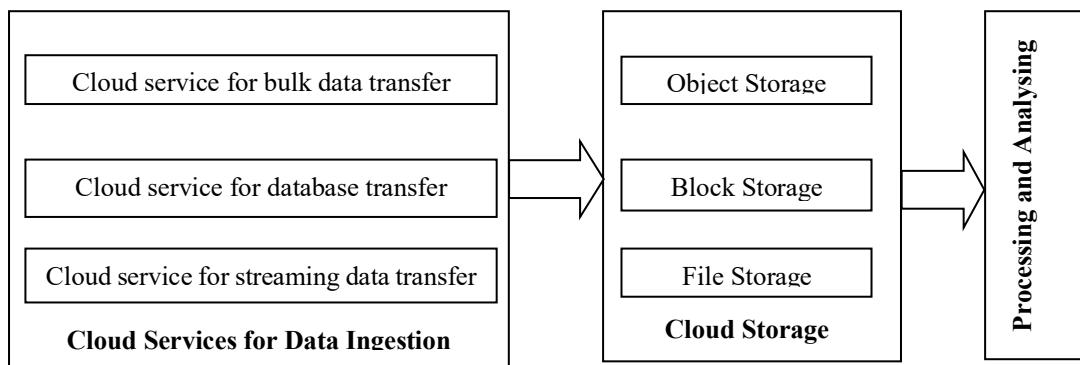 Cloud service for bulk data transfer
Cloud service for database transfer
Cloud service for streaming data transfer
Cloud Services for Data Ingestion
Object Storage
Block Storage
File Storage
Cloud Storage
Processing and Analysing